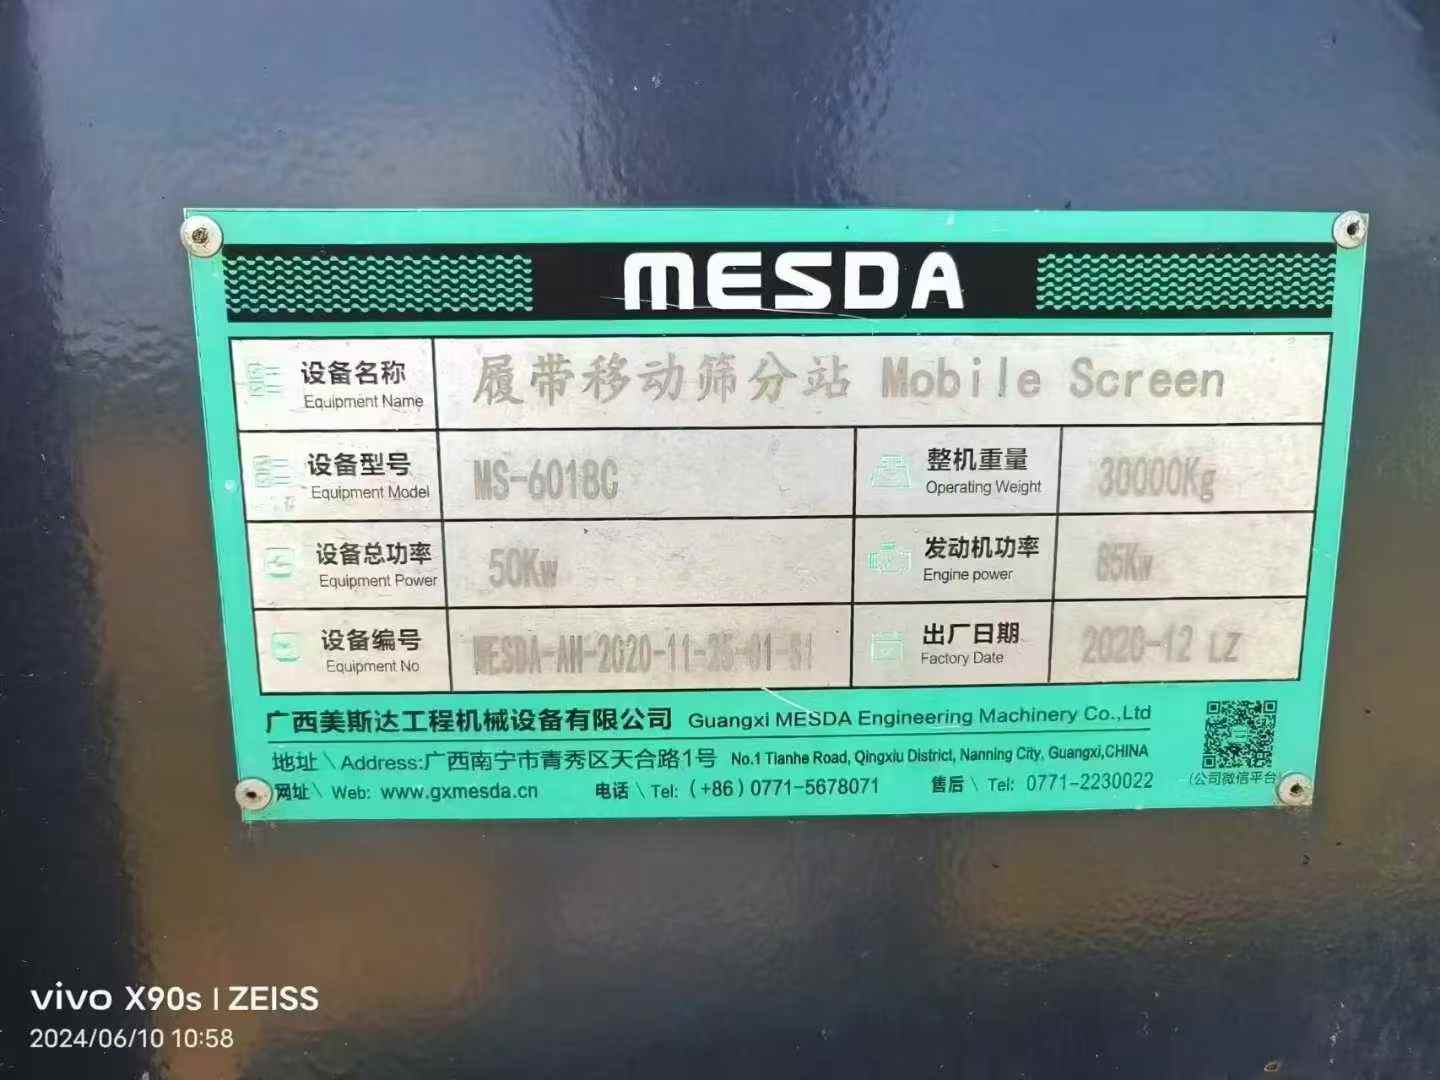 MESDA
设备名称 履带移动筛分站 Mobile Screen
Equipment Name
设备型号 MS-6018C 整机重量 30000Kg
Equipment Model Operating Weight
设备总功率 50Kw 发动机功率 85Kw
Equipment Power Engine power
设备编号 MESDA-AH-2020-11-25-01-S1 出厂日期 2020-12 LZ
Equipment No Factory Date
广西美斯达工程机械设备有限公司 Guangxi MESDA Engineering Machinery Co.,Ltd
地址\Address:广西南宁市青秀区天合路1号 No.1 Tianhe Road, Qingxiu District, Nanning City, Guangxi,CHINA
网址\ Web: www.gxmesda.cn 电话\Tel: (+86)0771-5678071 售后\ Tel: 0771-2230022
(公司微信平台)
vivo X90s | ZEISS
2024/06/10 10:58